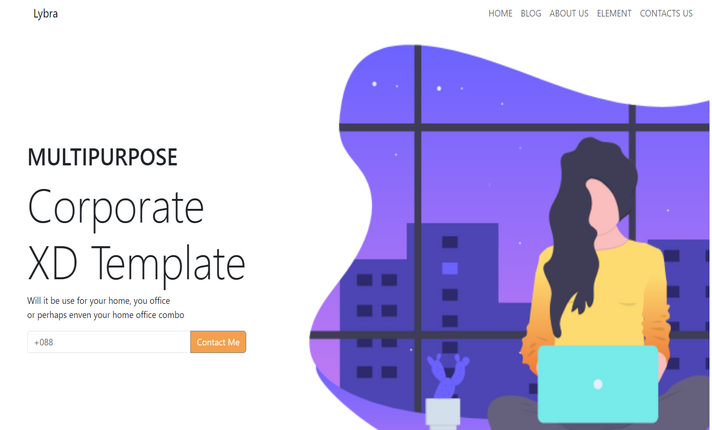 Lybra
HOME BLOG ABOUT US ELEMENT CONTACTS US
MULTIPURPOSE
Corporate
XD Template
Will it be use for your home, you office
or perhaps enven your home office combo
+088 Contact Me